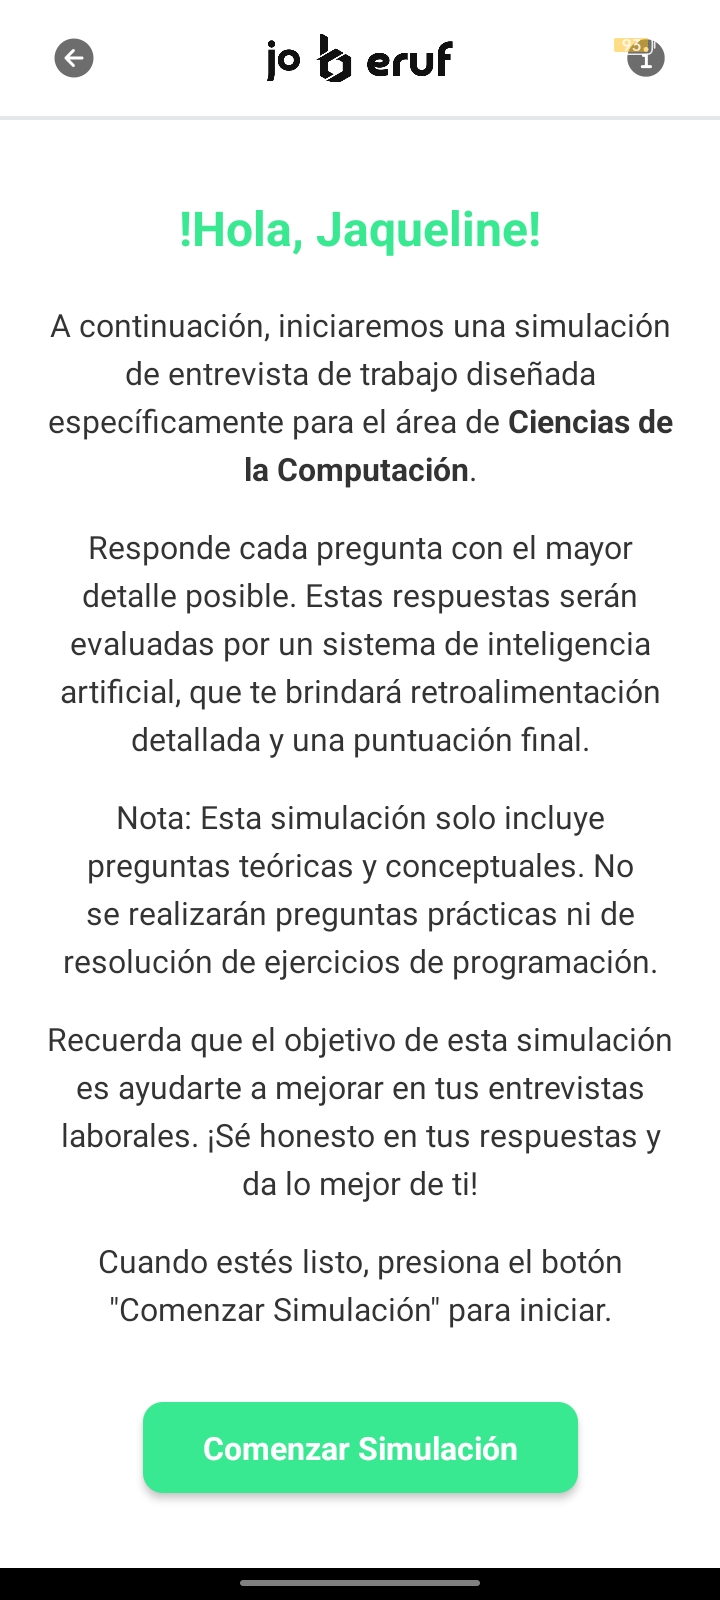 jo b eruf
!Hola, Jaqueline!
A continuación, iniciaremos una simulación
de entrevista de trabajo diseñada
específicamente para el área de Ciencias de
la Computación.
Responde cada pregunta con el mayor
detalle posible. Estas respuestas serán
evaluadas por un sistema de inteligencia
artificial, que te brindará retroalimentación
detallada y una puntuación final.
Nota: Esta simulación solo incluye
preguntas teóricas y conceptuales. No
se realizarán preguntas prácticas ni de
resolución de ejercicios de programación.
Recuerda que el objetivo de esta simulación
es ayudarte a mejorar en tus entrevistas
laborales. ¡Sé honesto en tus respuestas y
da lo mejor de ti!
Cuando estés listo, presiona el botón
"Comenzar Simulación" para iniciar.
Comenzar Simulación